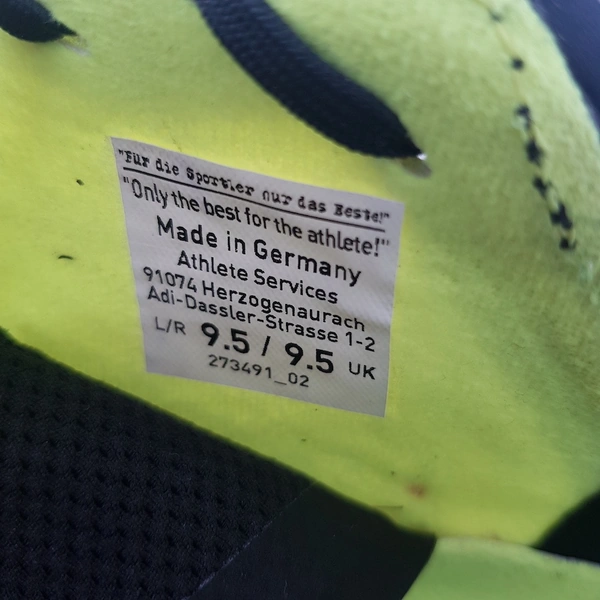 "Für die Sportler nur das Beste!"
"Only the best for the athlete!"
Made in Germany
Athlete Services
91074 Herzogenaurach
Adi-Dassler-Strasse 1-2
L/R 9.5 / 9.5 UK
273491_02